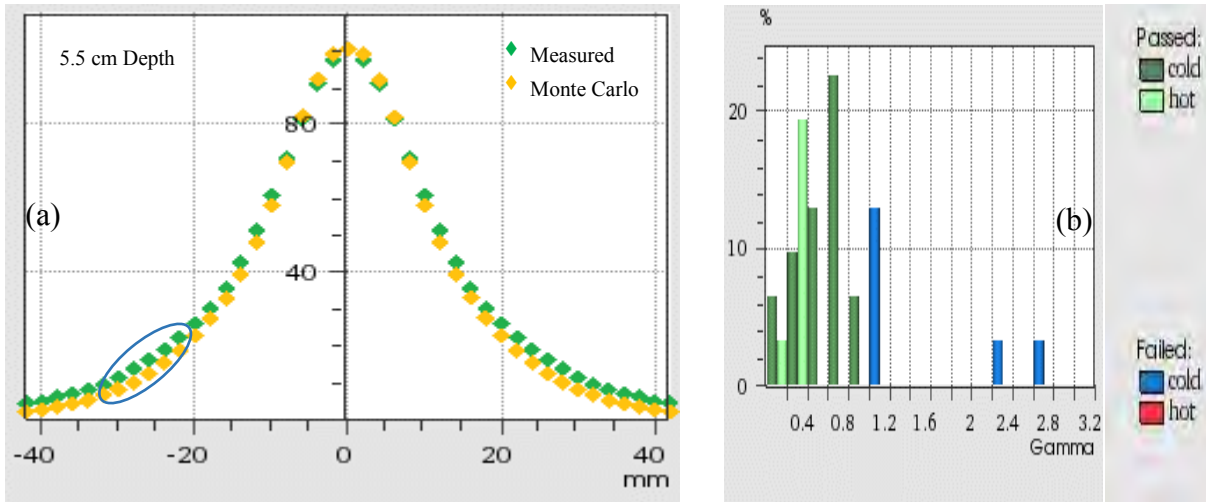 5.5 cm Depth
Measured
Monte Carlo
80
(a)
40
-40
-20
0
20
40
mm
%
20
10
0
(b)
0.4
0.8
1.2
1.6
2
2.4
2.8
3.2
Gamma
Passed:
cold
hot
Failed:
cold
hot